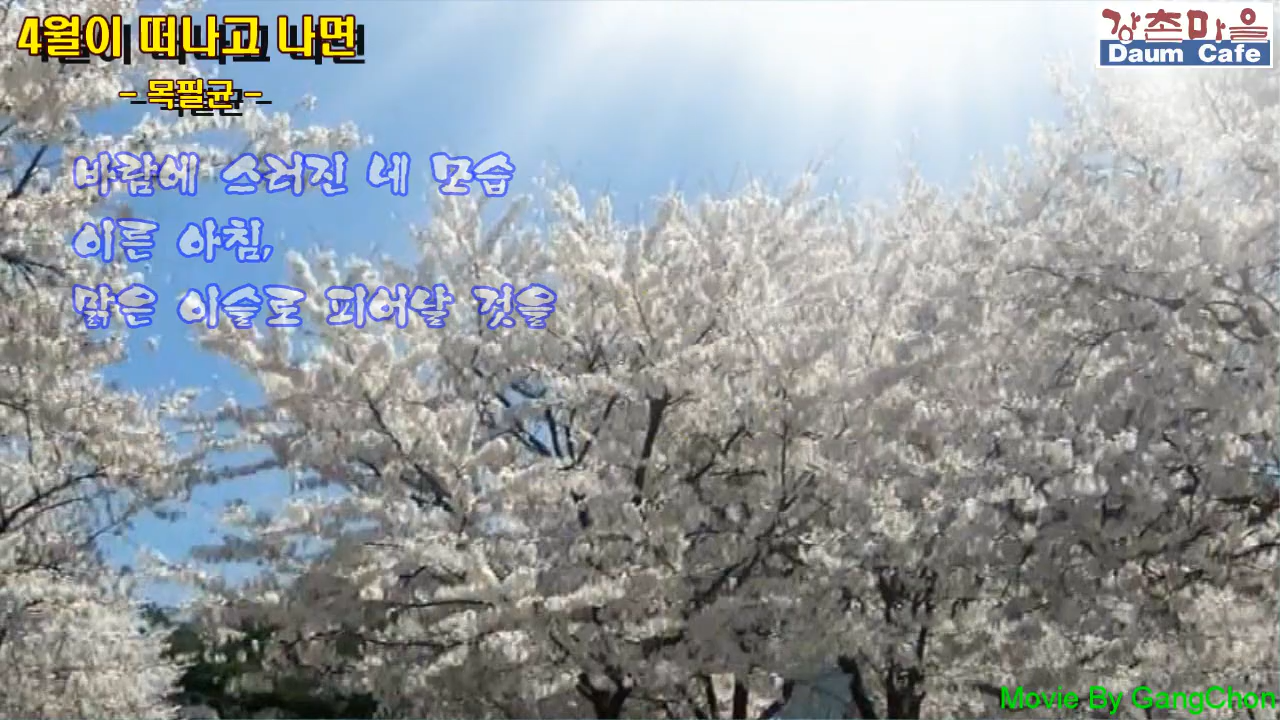 4월이 떠나고 나면
- 목필균 -
강촌마을
Daum Cafe
바람에 스러진 네 모습
이른 아침,
맑은 이슬로 피어날 것을
Movie By GangChon